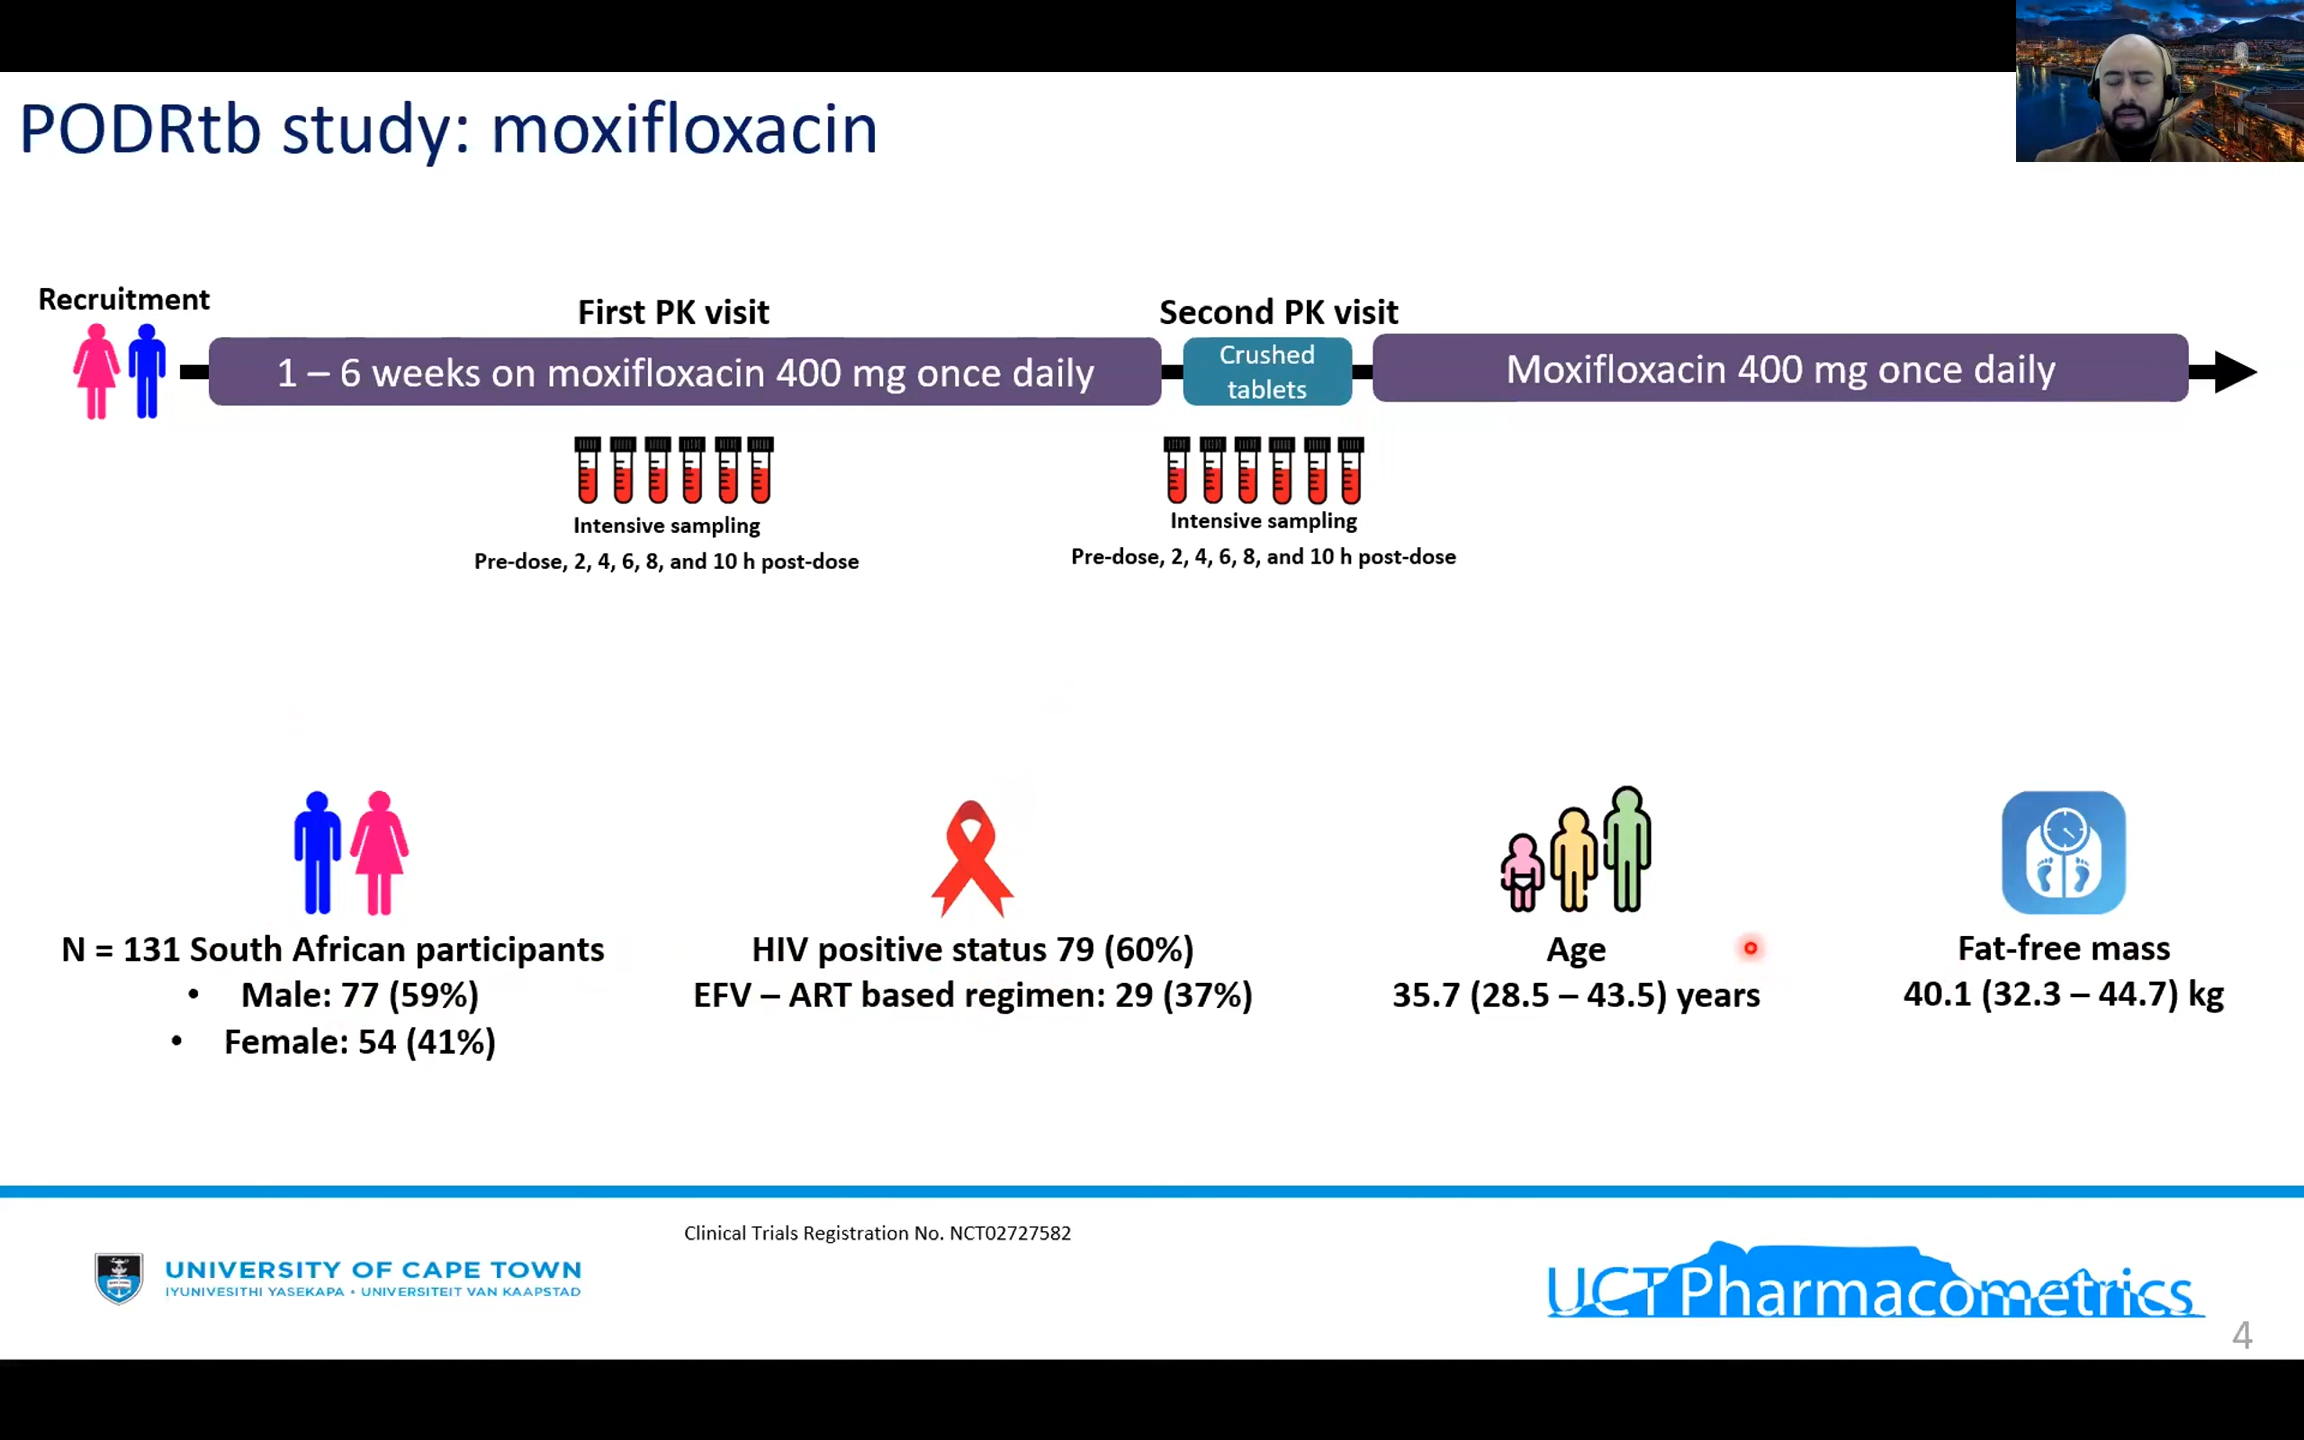 PODRtb study: moxifloxacin
Recruitment
First PK visit
Second PK visit
1 – 6 weeks on moxifloxacin 400 mg once daily
Crushed
tablets
Moxifloxacin 400 mg once daily
Intensive sampling
Pre-dose, 2, 4, 6, 8, and 10 h post-dose
Intensive sampling
Pre-dose, 2, 4, 6, 8, and 10 h post-dose
N = 131 South African participants
• Male: 77 (59%)
• Female: 54 (41%)
HIV positive status 79 (60%)
EFV – ART based regimen: 29 (37%)
Age
35.7 (28.5 – 43.5) years
Fat-free mass
40.1 (32.3 – 44.7) kg
Clinical Trials Registration No. NCT02727582
UNIVERSITY OF CAPE TOWN
IYUNIVESITHI YASEKAPA • UNIVERSITEIT VAN KAAPSTAD
UCT Pharmacometrics
4